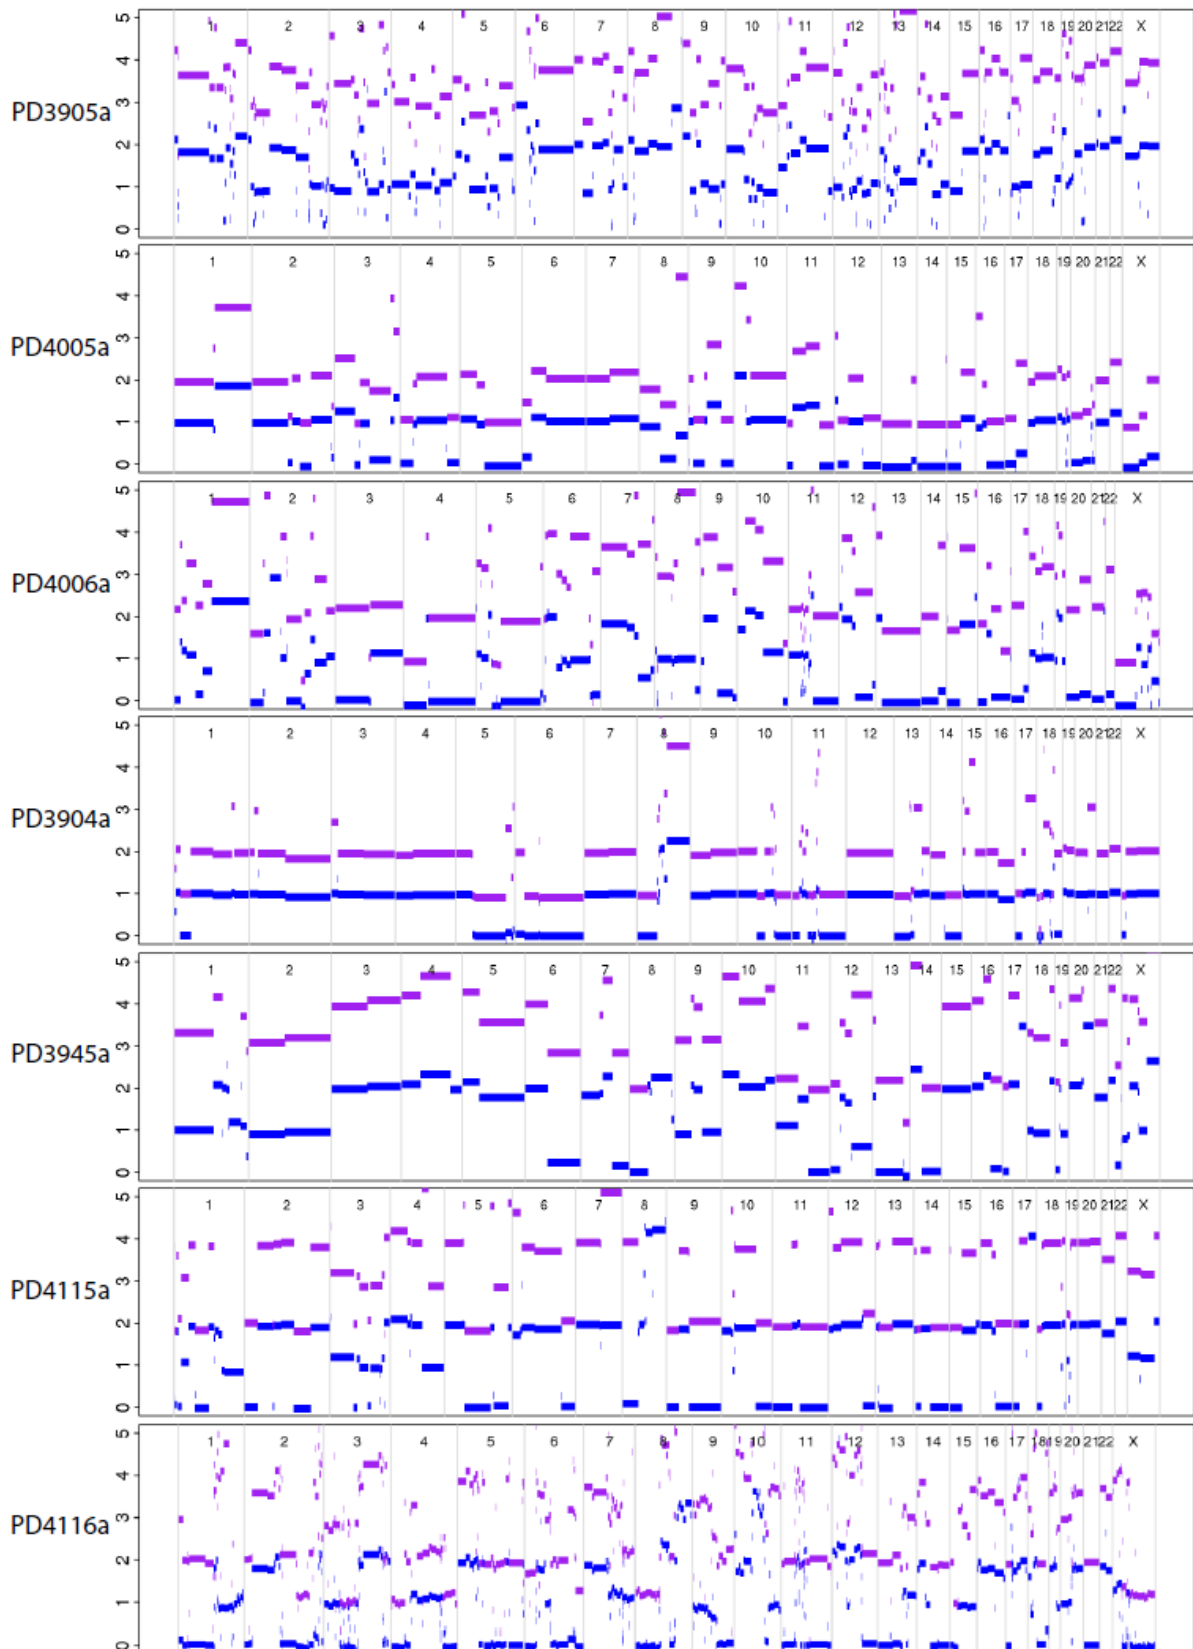 PD3905a
5 4 3 2 1 0
1 2 3 4 5 6 7 8 9 10 11 12 13 14 15 16 17 18 19 20 21 22 X
PD4005a
5 4 3 2 1 0
1 2 3 4 5 6 7 8 9 10 11 12 13 14 15 16 17 18 19 20 21 22 X
PD4006a
5 4 3 2 1 0
1 2 3 4 5 6 7 8 9 10 11 12 13 14 15 16 17 18 19 20 21 22 X
PD3904a
5 4 3 2 1 0
1 2 3 4 5 6 7 8 9 10 11 12 13 15 16 17 18 19 20 21 22 X
PD3945a
5 4 3 2 1 0
1 2 3 4 5 6 7 8 9 10 11 12 13 14 15 16 17 18 19 20 21 22 X
PD4115a
5 4 3 2 1 0
1 2 3 4 5 6 7 8 9 10 11 12 13 14 15 16 17 18 19 20 21 22 X
PD4116a
5 4 3 2 1 0
1 2 3 4 5 6 7 8 9 10 11 12 13 14 15 16 17 18 19 20 21 22 X